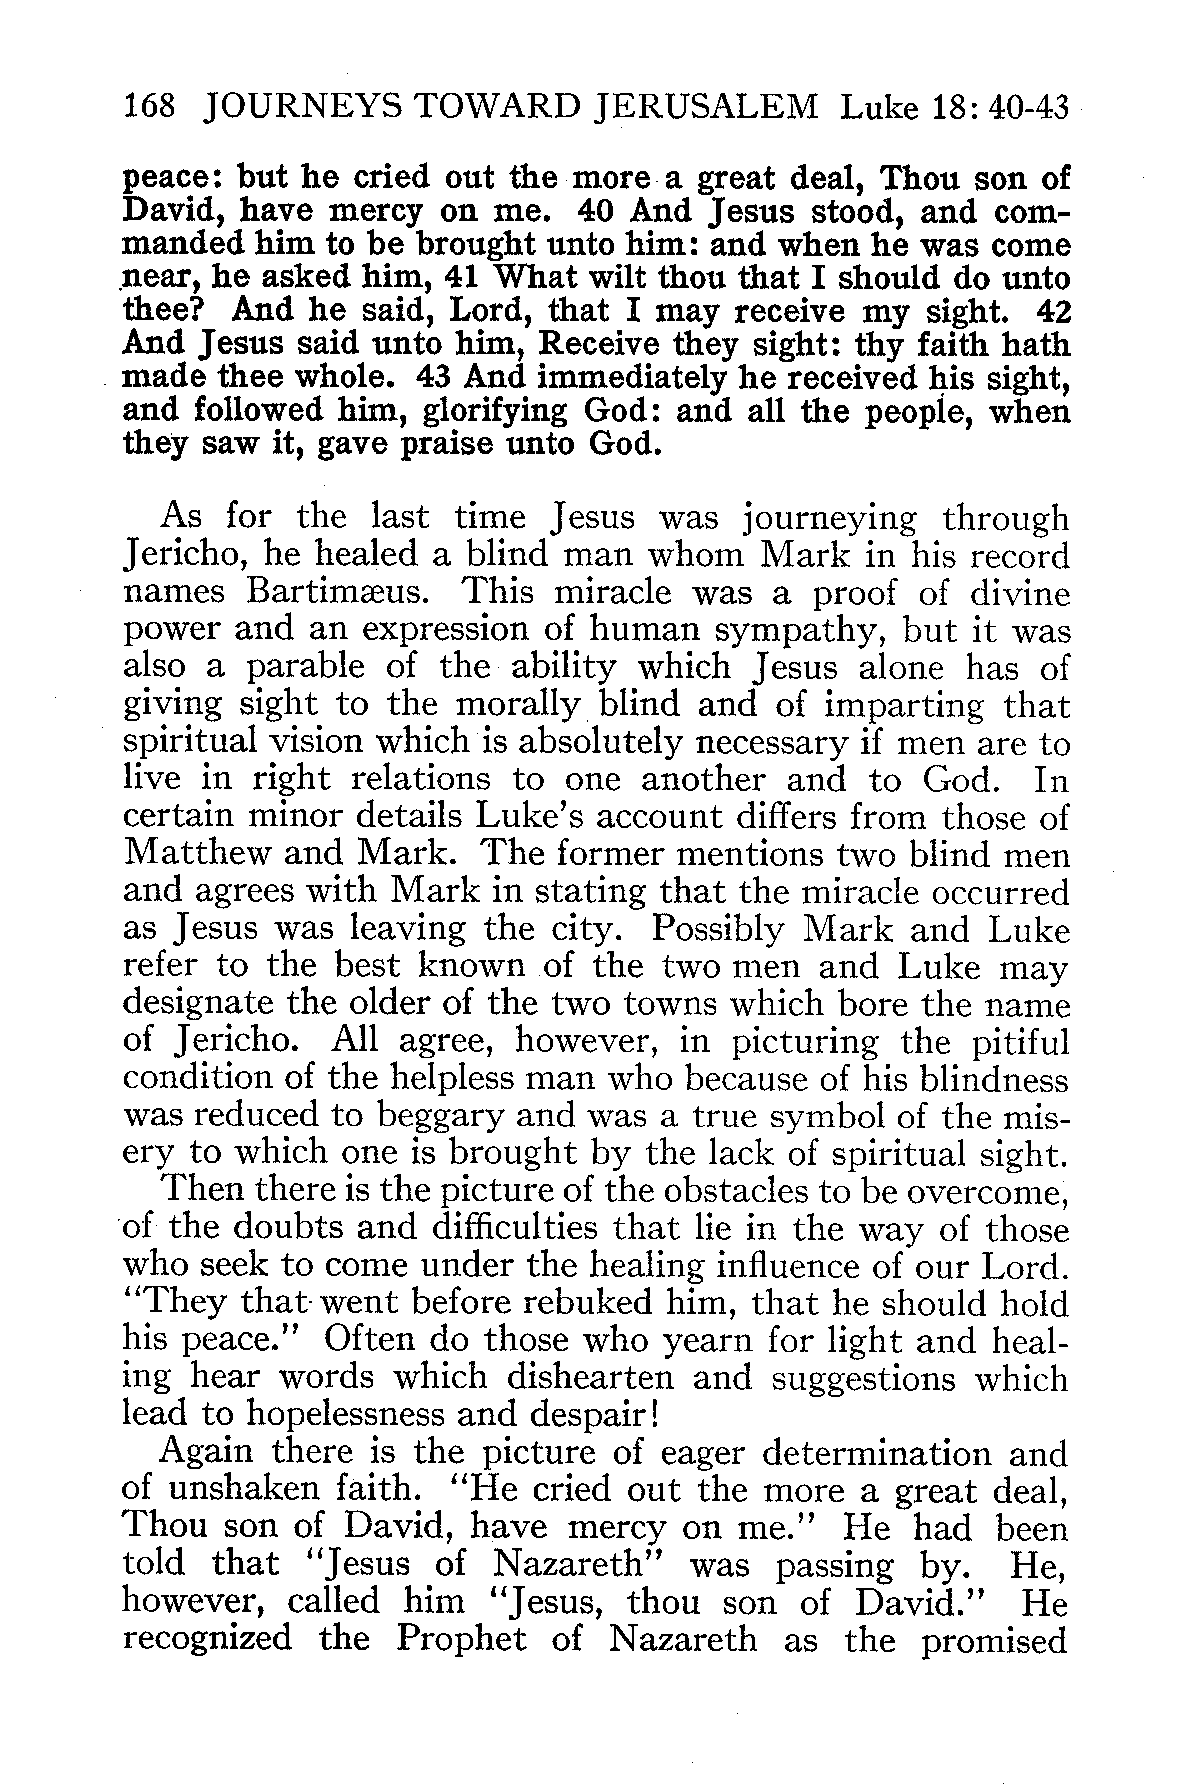 168 JOURNEYS TOWARD JERUSALEM Luke 18: 40-43
peace: but he cried out the more a great deal, Thou son of
David, have mercy on me. 40 And Jesus stood, and com-
manded him to be brought unto him: and when he was come
near, he asked him, 41 What wilt thou that I should do unto
thee? And he said, Lord, that I may receive my sight. 42
And Jesus said unto him, Receive they sight: thy faith hath
made thee whole. 43 And immediately he received his sight,
and followed him, glorifying God: and all the people, when
they saw it, gave praise unto God.
As for the last time Jesus was journeying through
Jericho, he healed a blind man whom Mark in his record
names Bartimæus. This miracle was a proof of divine
power and an expression of human sympathy, but it was
also a parable of the ability which Jesus alone has of
giving sight to the morally blind and of imparting that
spiritual vision which is absolutely necessary if men are to
live in right relations to one another and to God. In
certain minor details Luke's account differs from those of
Matthew and Mark. The former mentions two blind men
and agrees with Mark in stating that the miracle occurred
as Jesus was leaving the city. Possibly Mark and Luke
refer to the best known of the two men and Luke may
designate the older of the two towns which bore the name
of Jericho. All agree, however, in picturing the pitiful
condition of the helpless man who because of his blindness
was reduced to beggary and was a true symbol of the mis-
ery to which one is brought by the lack of spiritual sight.
Then there is the picture of the obstacles to be overcome,
of the doubts and difficulties that lie in the way of those
who seek to come under the healing influence of our Lord.
"They that went before rebuked him, that he should hold
his peace." Often do those who yearn for light and heal-
ing hear words which dishearten and suggestions which
lead to hopelessness and despair!
Again there is the picture of eager determination and
of unshaken faith. "He cried out the more a great deal,
Thou son of David, have mercy on me." He had been
told that "Jesus of Nazareth" was passing by. He,
however, called him "Jesus, thou son of David." He
recognized the Prophet of Nazareth as the promised